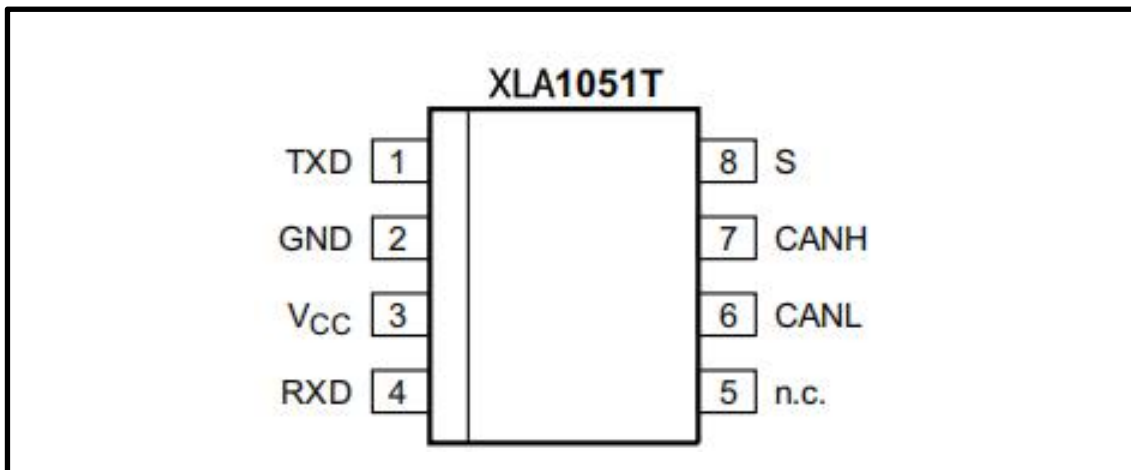 XLA1051T
TXD 1 8 S
GND 2 7 CANH
VCC 3 6 CANL
RXD 4 5 n.c.